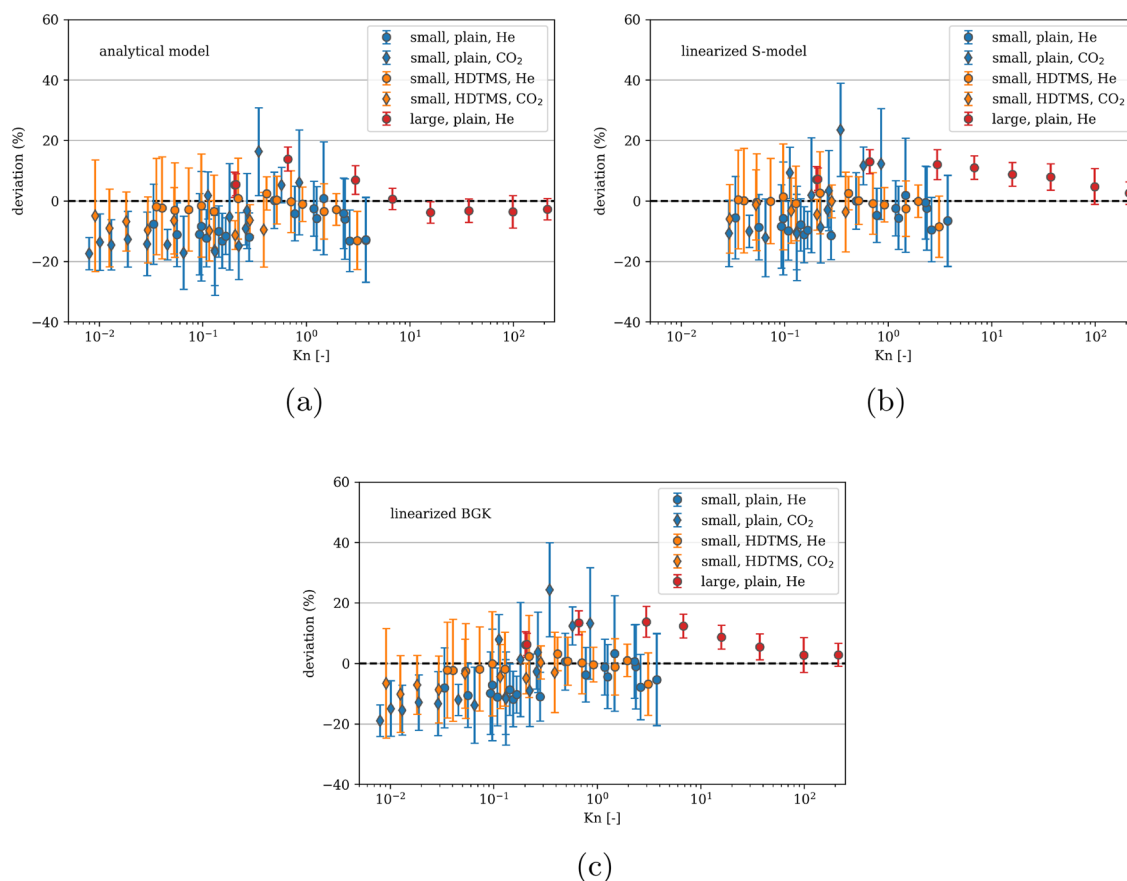 60
40
20
0
−20
−40
deviation (%)
analytical model
small, plain, He
small, plain, CO₂
small, HDTMS, He
small, HDTMS, CO₂
large, plain, He
10⁻² 10⁻¹ 10⁰ 10¹ 10²
Kn [-]
(a)
60
40
20
0
−20
−40
deviation (%)
linearized S-model
small, plain, He
small, plain, CO₂
small, HDTMS, He
small, HDTMS, CO₂
large, plain, He
10⁻² 10⁻¹ 10⁰ 10¹ 10²
Kn [-]
(b)
60
40
20
0
−20
−40
deviation (%)
linearized BGK
small, plain, He
small, plain, CO₂
small, HDTMS, He
small, HDTMS, CO₂
large, plain, He
10⁻² 10⁻¹ 10⁰ 10¹ 10²
Kn [-]
(c)